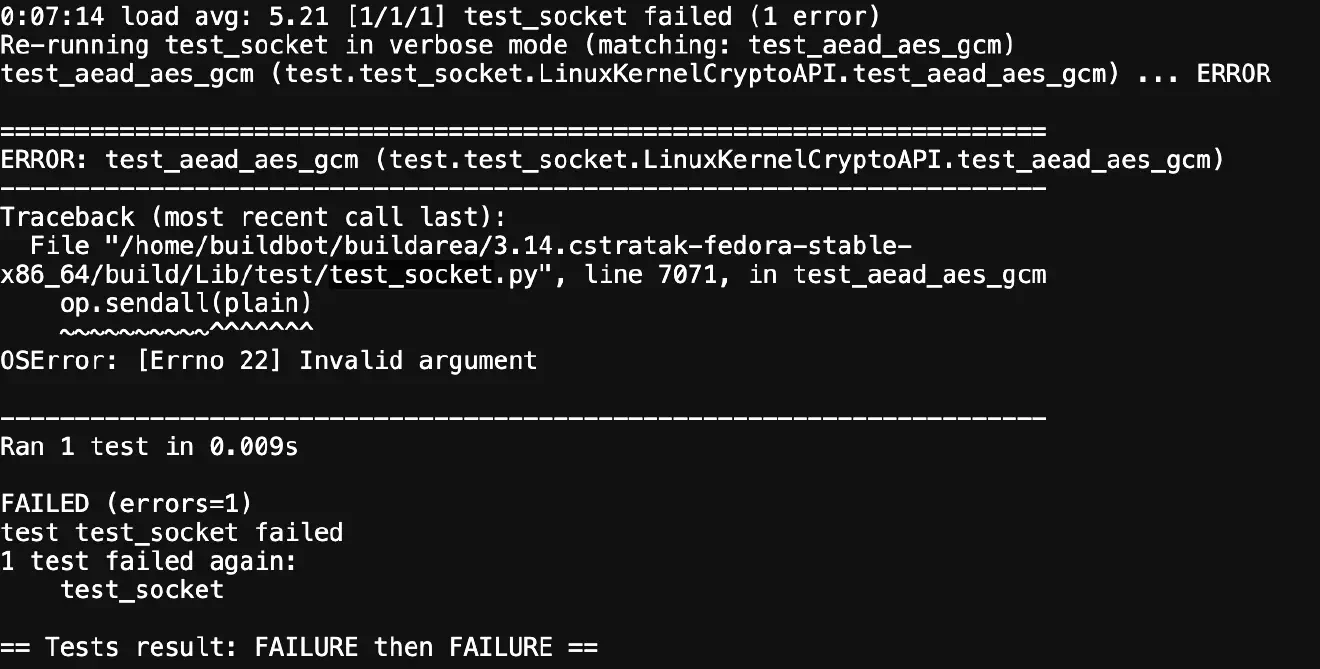 0:07:14 load avg: 5.21 [1/1/1] test_socket failed (1 error)
Re-running test_socket in verbose mode (matching: test_aead_aes_gcm)
test_aead_aes_gcm (test.test_socket.LinuxKernelCryptoAPI.test_aead_aes_gcm) ... ERROR
======================================================================
ERROR: test_aead_aes_gcm (test.test_socket.LinuxKernelCryptoAPI.test_aead_aes_gcm)
----------------------------------------------------------------------
Traceback (most recent call last):
  File "/home/buildbot/buildarea/3.14.cstratak-fedora-stable-
x86_64/build/Lib/test/test_socket.py", line 7071, in test_aead_aes_gcm
    op.sendall(plain)
    ~~~~~~~~~~^^^^^^^
OSError: [Errno 22] Invalid argument
----------------------------------------------------------------------
Ran 1 test in 0.009s
FAILED (errors=1)
test test_socket failed
1 test failed again:
    test_socket
== Tests result: FAILURE then FAILURE ==